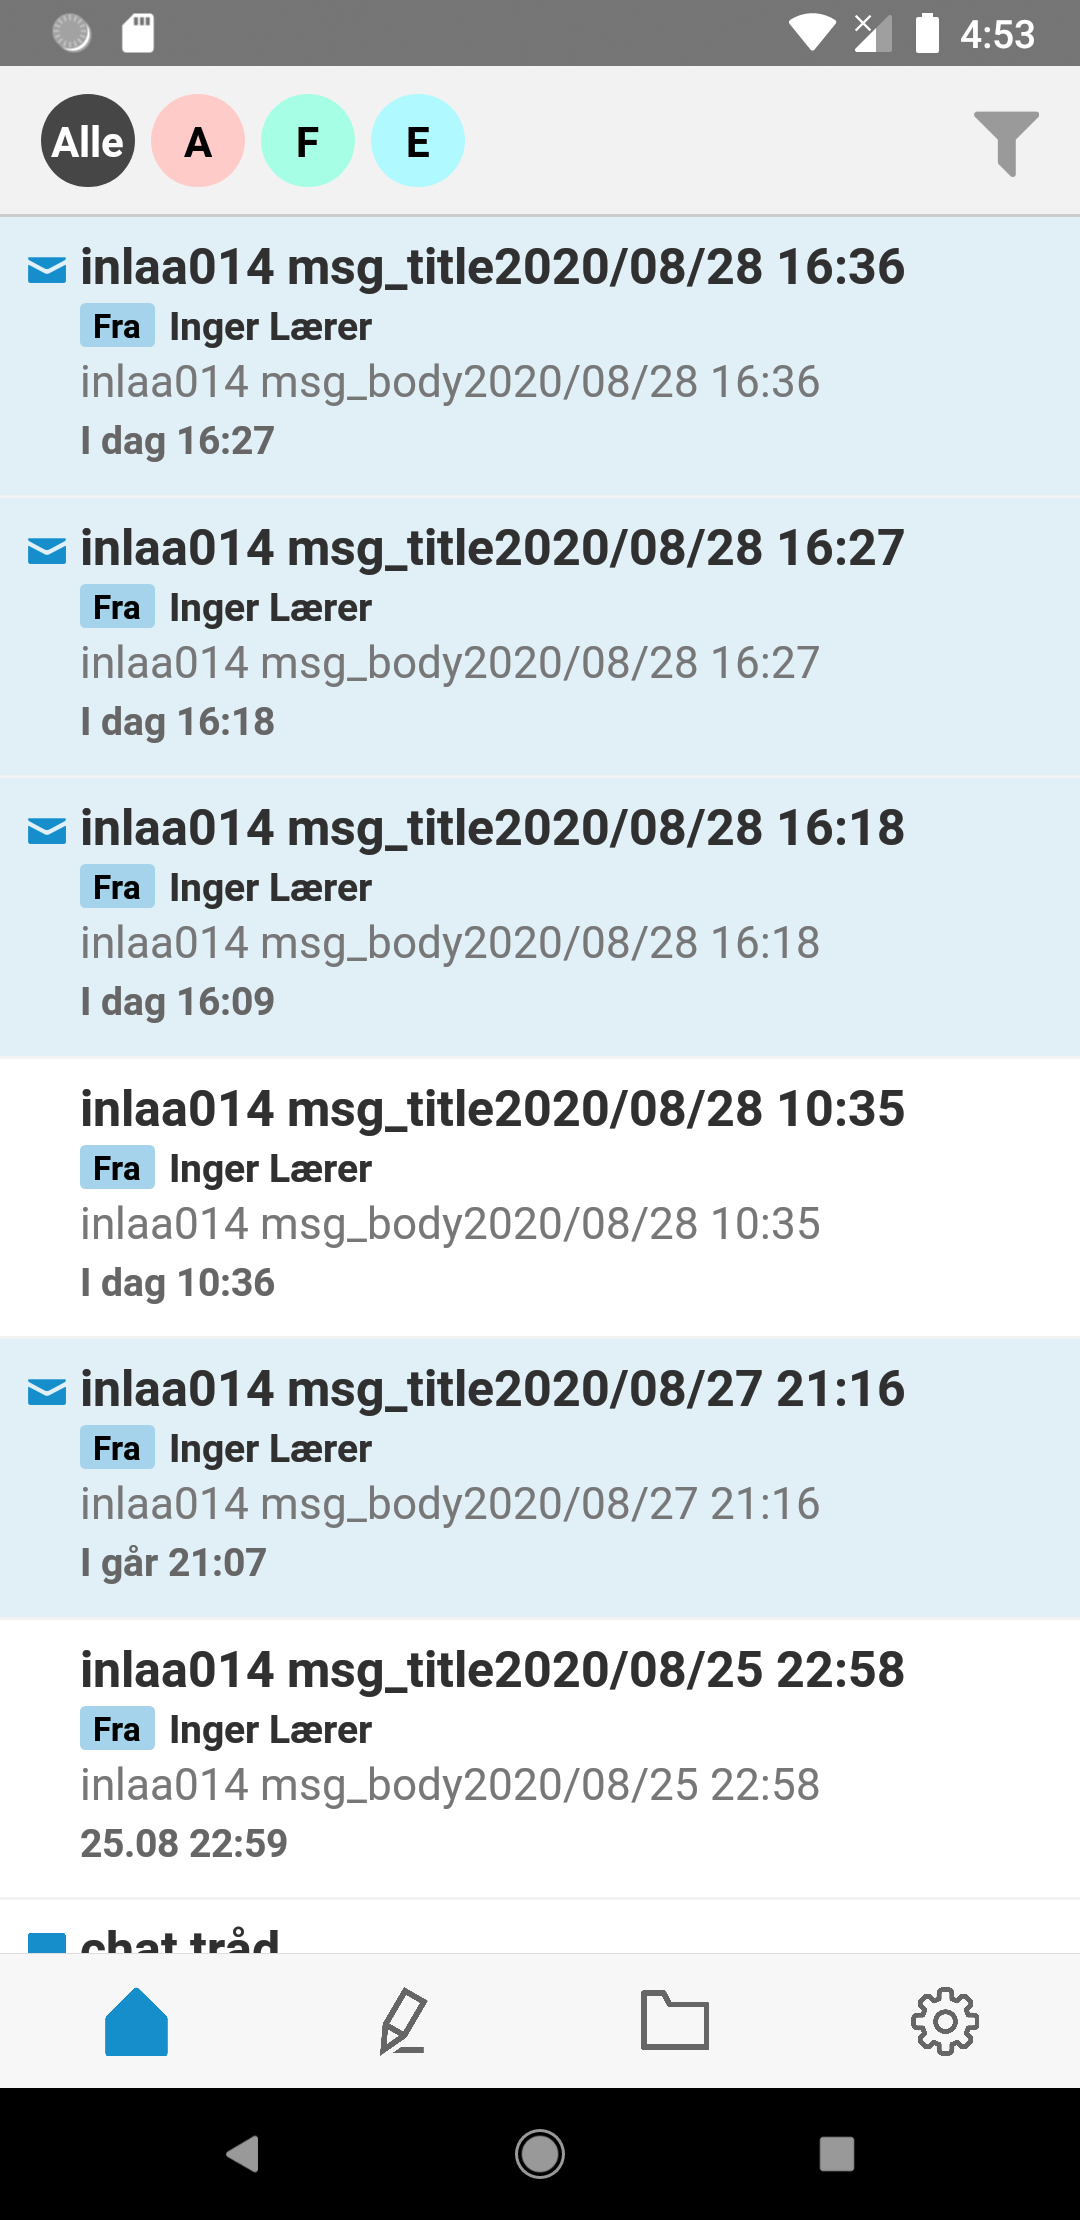 4:53
Alle A F E
inlaa014 msg_title2020/08/28 16:36
Fra Inger Lærer
inlaa014 msg_body2020/08/28 16:36
I dag 16:27
inlaa014 msg_title2020/08/28 16:27
Fra Inger Lærer
inlaa014 msg_body2020/08/28 16:27
I dag 16:18
inlaa014 msg_title2020/08/28 16:18
Fra Inger Lærer
inlaa014 msg_body2020/08/28 16:18
I dag 16:09
inlaa014 msg_title2020/08/28 10:35
Fra Inger Lærer
inlaa014 msg_body2020/08/28 10:35
I dag 10:36
inlaa014 msg_title2020/08/27 21:16
Fra Inger Lærer
inlaa014 msg_body2020/08/27 21:16
I går 21:07
inlaa014 msg_title2020/08/25 22:58
Fra Inger Lærer
inlaa014 msg_body2020/08/25 22:58
25.08 22:59
chat tråd